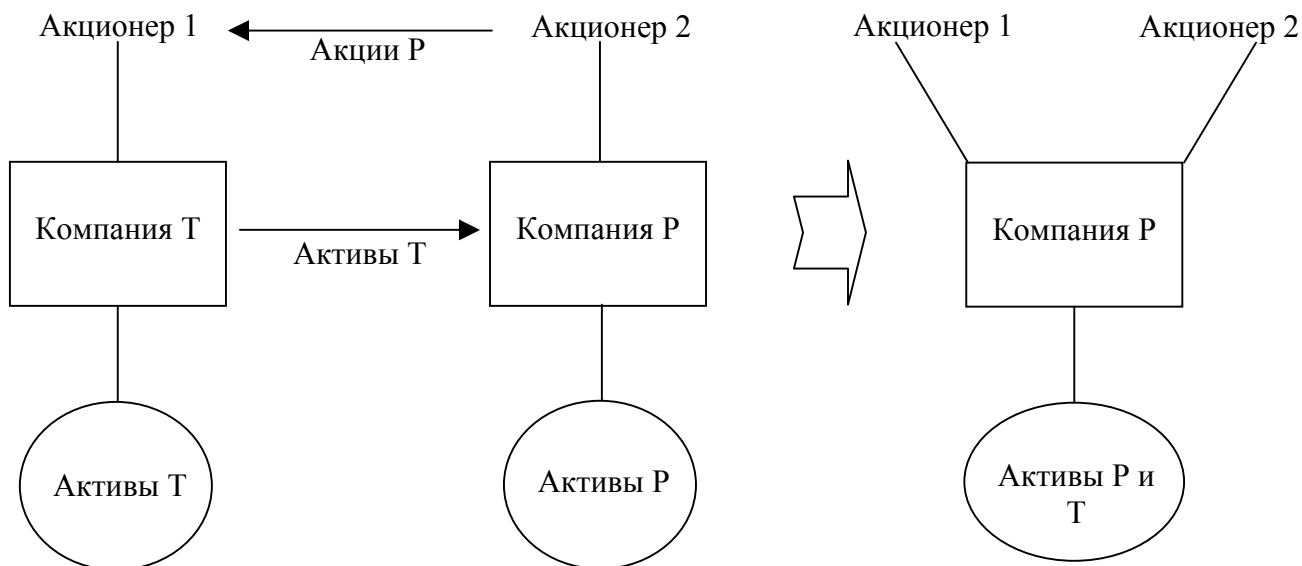 Акционер 1
Акции P
Акционер 2
Акционер 1
Акционер 2
Компания T
Активы T
Компания P
Компания P
Активы T
Активы P
Активы P и
T